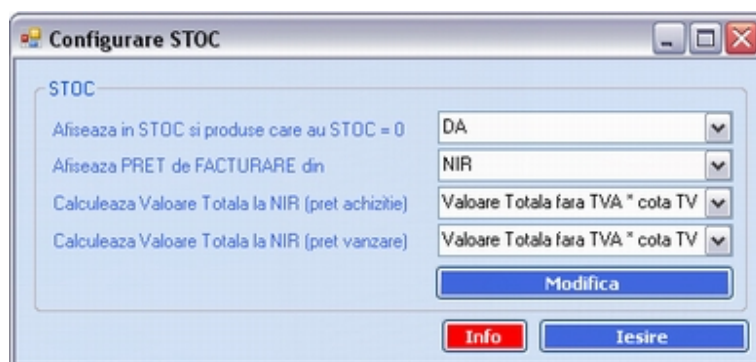 Configurare STOC
STOC
Afiseaza in STOC si produse care au STOC = 0 DA
Afiseaza PRET de FACTURARE din NIR
Calculeaza Valoare Totala la NIR (pret achizitie) Valoare Totala fara TVA * cota TV
Calculeaza Valoare Totala la NIR (pret vanzare) Valoare Totala fara TVA * cota TV
Modifica
Info Iesire